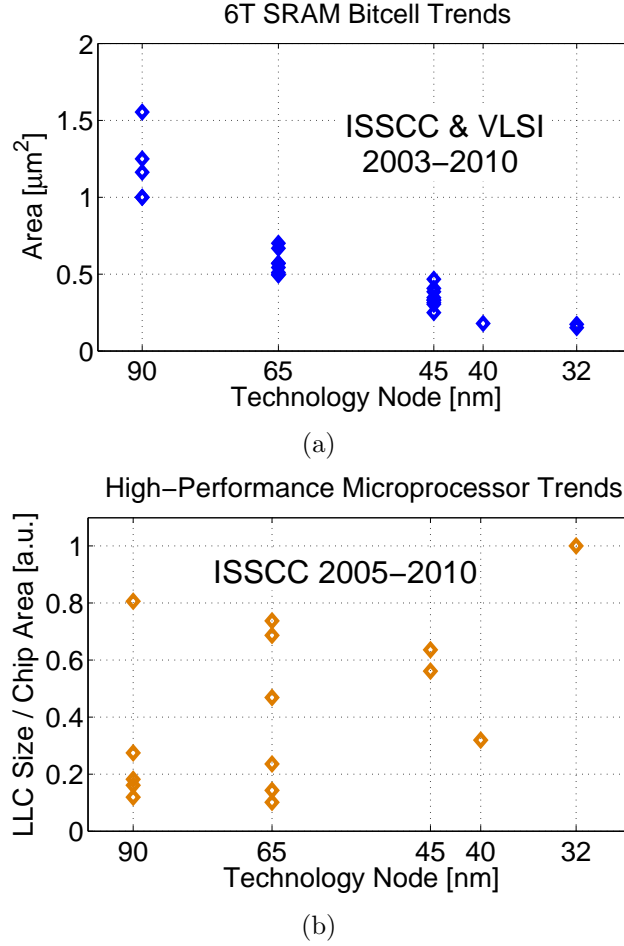 6T SRAM Bitcell Trends
2
1.5
1
0.5
0
Area [μm²]
ISSCC & VLSI
2003−2010
90 65 45 40 32
Technology Node [nm]
(a)
High−Performance Microprocessor Trends
1
0.8
0.6
0.4
0.2
0
LLC Size / Chip Area [a.u.]
ISSCC 2005−2010
90 65 45 40 32
Technology Node [nm]
(b)